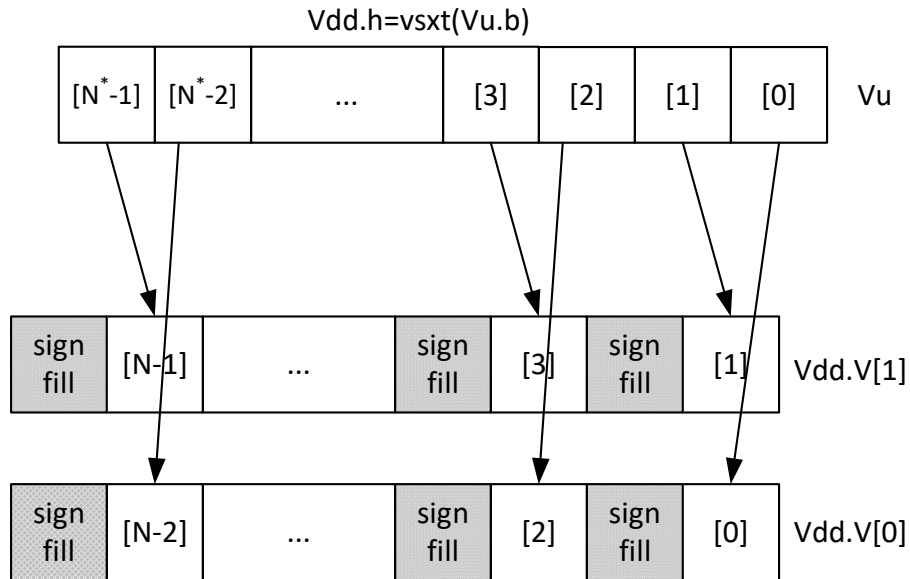 Vdd.h=vsxt(Vu.b)
[N*-1] [N*-2] ... [3] [2] [1] [0] Vu
sign fill [N-1] ... sign fill [3] sign fill [1] Vdd.V[1]
sign fill [N-2] ... sign fill [2] sign fill [0] Vdd.V[0]